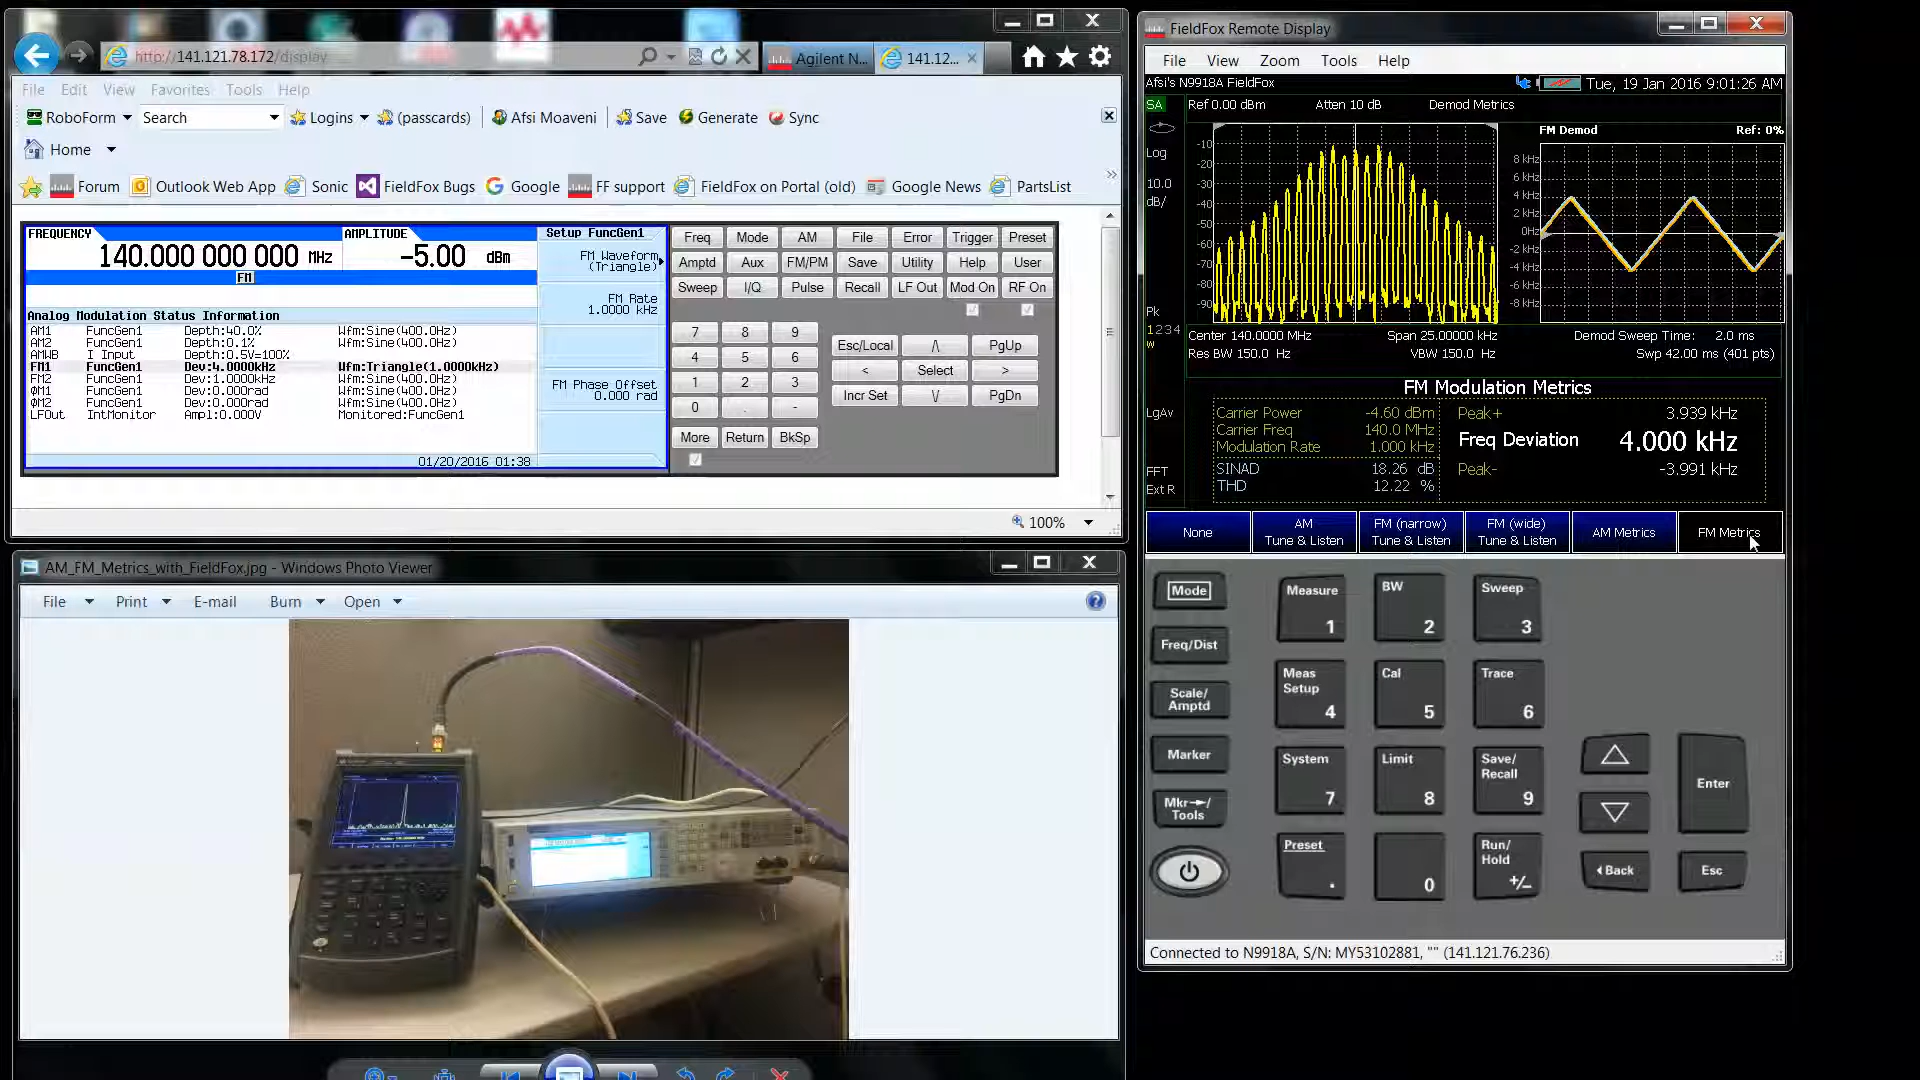 http://141.121.78.172/display
Agilent N...
141.12...
File Edit View Favorites Tools Help
RoboForm Search Logins (passcards) Afsi Moaveni Save Generate Sync
Home
Forum Outlook Web App Sonic FieldFox Bugs Google FF support FieldFox on Portal (old) Google News PartsList
FREQUENCY AMPLITUDE
140.000 000 000 MHz -5.00 dBm
FM
Analog Modulation Status Information
AM1 FuncGen1 Depth:40.0% Wfm:Sine(400.0Hz)
AM2 FuncGen1 Depth:0.1% Wfm:Sine(400.0Hz)
AMWB I Input Depth:0.5V=100%
FM1 FuncGen1 Dev:4.0000kHz Wfm:Triangle(1.0000kHz)
FM2 FuncGen1 Dev:1.0000kHz Wfm:Sine(400.0Hz)
ØM1 FuncGen1 Dev:0.000rad Wfm:Sine(400.0Hz)
ØM2 FuncGen1 Dev:0.000rad Wfm:Sine(400.0Hz)
LFOut IntMonitor Ampl:0.000V Monitored:FuncGen1
01/20/2016 01:38
Setup FuncGen1
FM Waveform
(Triangle)
FM Rate
1.0000 kHz
FM Phase Offset
0.000 rad
Freq Mode AM File Error Trigger Preset
Amptd Aux FM/PM Save Utility Help User
Sweep I/Q Pulse Recall LF Out Mod On RF On
7 8 9
4 5 6
1 2 3
0 . -
More Return BkSp
Esc/Local /\ PgUp
< Select >
Incr Set \/ PgDn
100%
AM_FM_Metrics_with_FieldFox.jpg - Windows Photo Viewer
File Print E-mail Burn Open
FieldFox Remote Display
File View Zoom Tools Help
Afsi's N9918A FieldFox Tue, 19 Jan 2016 9:01:26 AM
SA Ref 0.00 dBm Atten 10 dB Demod Metrics
FM Demod Ref: 0%
Log
10.0
dB/
Pk
1234
W
LgAv
FFT
Ext R
-10
-20
-30
-40
-50
-60
-70
-80
-90
8 kHz
6 kHz
4 kHz
2 kHz
0Hz
-2 kHz
-4 kHz
-6 kHz
-8 kHz
Center 140.0000 MHz Span 25.00000 kHz
Res BW 150.0 Hz VBW 150.0 Hz
Demod Sweep Time: 2.0 ms
Swp 42.00 ms (401 pts)
FM Modulation Metrics
Carrier Power -4.60 dBm
Carrier Freq 140.0 MHz
Modulation Rate 1.000 kHz
SINAD 18.26 dB
THD 12.22 %
Peak+ 3.939 kHz
Freq Deviation 4.000 kHz
Peak- -3.991 kHz
None
AM
Tune & Listen
FM (narrow)
Tune & Listen
FM (wide)
Tune & Listen
AM Metrics
FM Metrics
Mode
Freq/Dist
Scale/
Amptd
Marker
Mkr→/
Tools
Measure
1
BW
2
Sweep
3
Meas
Setup
4
Cal
5
Trace
6
System
7
Limit
8
Save/
Recall
9
Preset
.
0
Run/
Hold
+/_
Enter
Back
Esc
Connected to N9918A, S/N: MY53102881, "" (141.121.76.236)